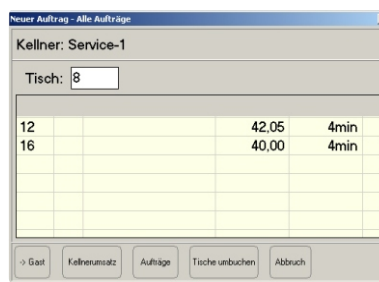 Neuer Auftrag - Alle Aufträge
Kellner: Service-1
Tisch: 8
12 42,05 4min
16 40,00 4min
-> Gast Kellnerumsatz Aufträge Tische umbuchen Abbruch